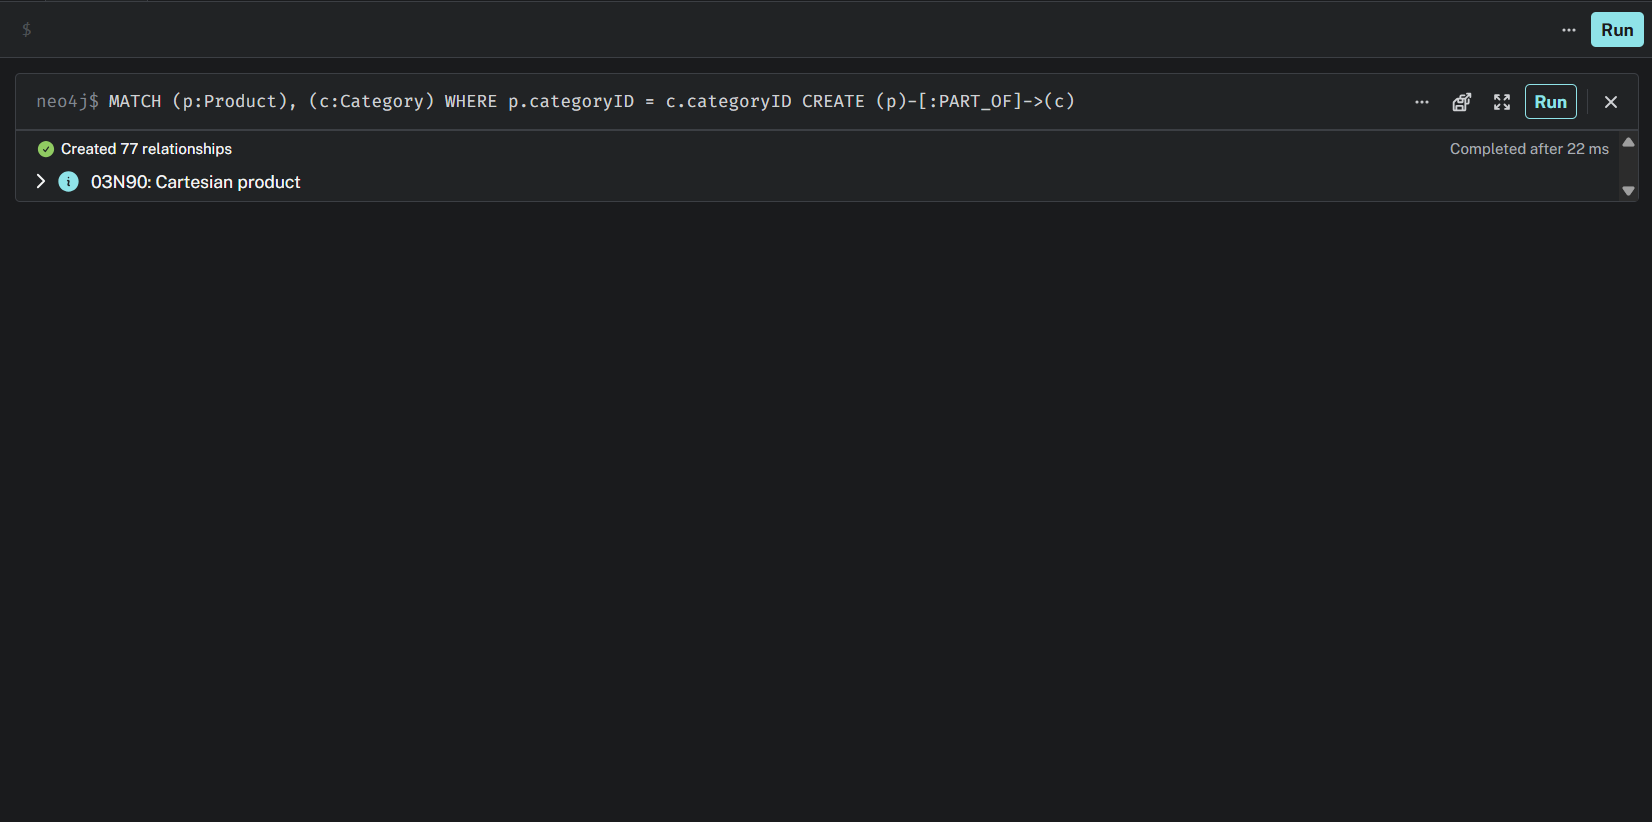 $
Run
neo4j$ MATCH (p:Product), (c:Category) WHERE p.categoryID = c.categoryID CREATE (p)-[:PART_OF]->(c)
Run
Created 77 relationships
Completed after 22 ms
03N90: Cartesian product